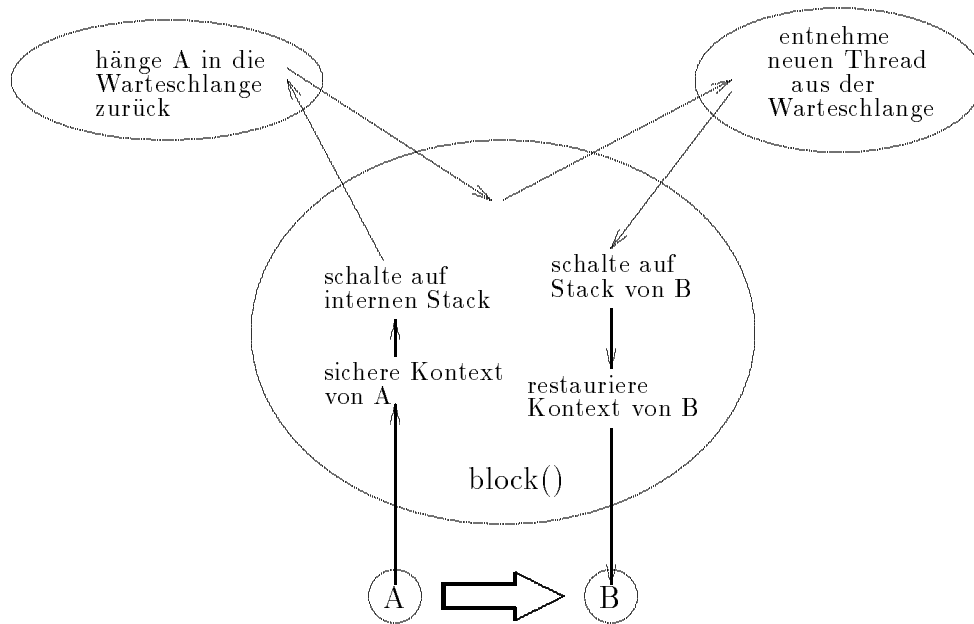 hänge A in die
Warteschlange
zurück
entnehme
neuen Thread
aus der
Warteschlange
schalte auf
internen Stack
schalte auf
Stack von B
sichere Kontext
von A
restauriere
Kontext von B
block()
A
B